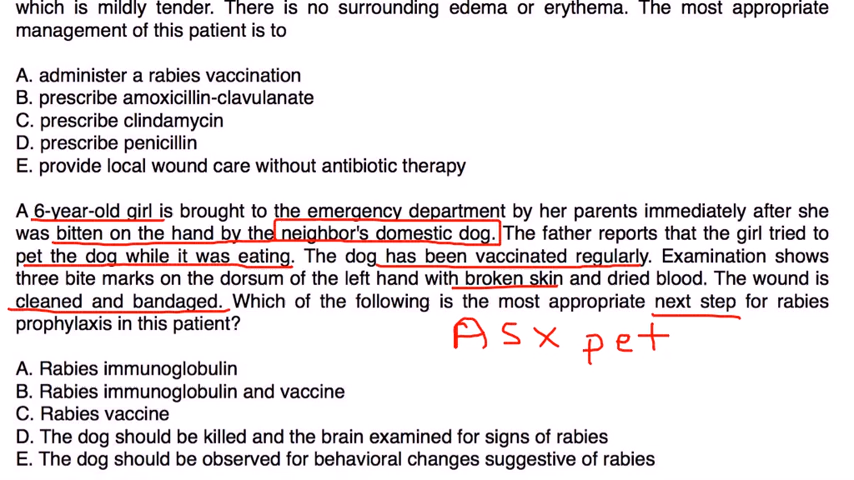 which is mildly tender. There is no surrounding edema or erythema. The most appropriate
management of this patient is to
A. administer a rabies vaccination
B. prescribe amoxicillin-clavulanate
C. prescribe clindamycin
D. prescribe penicillin
E. provide local wound care without antibiotic therapy
A 6-year-old girl is brought to the emergency department by her parents immediately after she
was bitten on the hand by the neighbor's domestic dog. The father reports that the girl tried to
pet the dog while it was eating. The dog has been vaccinated regularly. Examination shows
three bite marks on the dorsum of the left hand with broken skin and dried blood. The wound is
cleaned and bandaged. Which of the following is the most appropriate next step for rabies
prophylaxis in this patient?
ASx pet
A. Rabies immunoglobulin
B. Rabies immunoglobulin and vaccine
C. Rabies vaccine
D. The dog should be killed and the brain examined for signs of rabies
E. The dog should be observed for behavioral changes suggestive of rabies